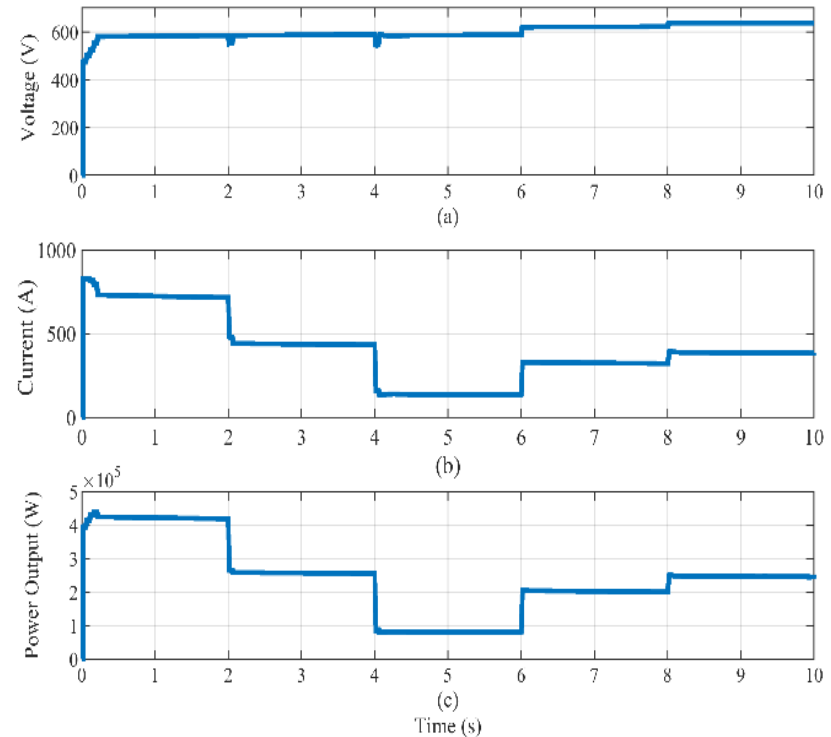 600
400
200
0
Voltage (V)
0 1 2 3 4 5 6 7 8 9 10
(a)
1000
500
0
Current (A)
0 1 2 3 4 5 6 7 8 9 10
(b)
×10⁵
5
4
3
2
1
0
Power Output (W)
0 1 2 3 4 5 6 7 8 9 10
(c)
Time (s)